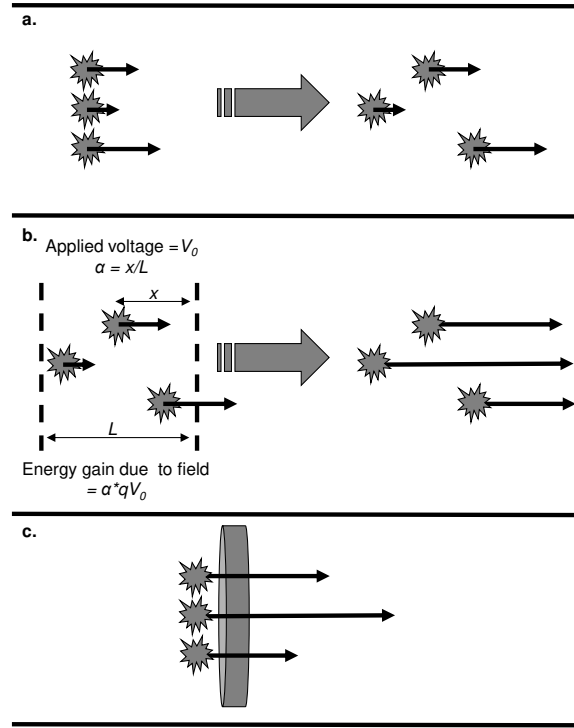 a.
b.
Applied voltage = V₀
α = x/L
x
L
Energy gain due to field
= α*qV₀
c.